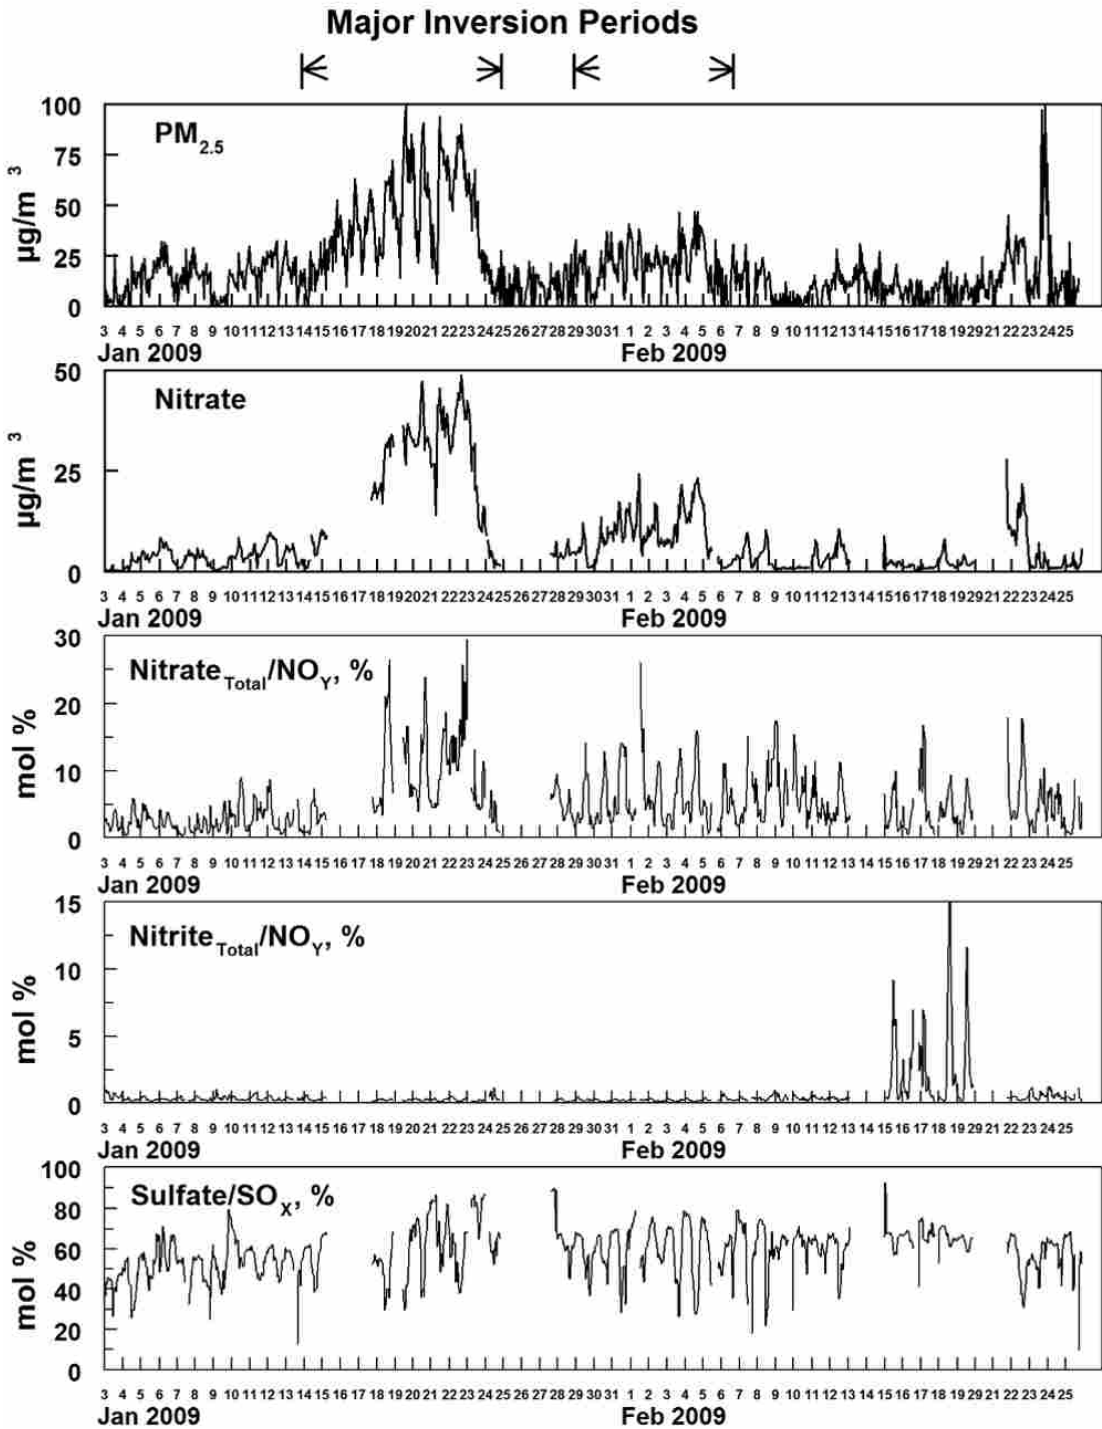 Major Inversion Periods
100
PM2.5
75
50
25
0
µg/m 3
3 4 5 6 7 8 9 10 11 12 13 14 15 16 17 18 19 20 21 22 23 24 25 26 27 28 29 30 31 1 2 3 4 5 6 7 8 9 10 11 12 13 14 15 16 17 18 19 20 21 22 23 24 25
Jan 2009 Feb 2009
50
Nitrate
25
0
µg/m 3
3 4 5 6 7 8 9 10 11 12 13 14 15 16 17 18 19 20 21 22 23 24 25 26 27 28 29 30 31 1 2 3 4 5 6 7 8 9 10 11 12 13 14 15 16 17 18 19 20 21 22 23 24 25
Jan 2009 Feb 2009
30
NitrateTotal/NOY, %
20
10
0
mol %
3 4 5 6 7 8 9 10 11 12 13 14 15 16 17 18 19 20 21 22 23 24 25 26 27 28 29 30 31 1 2 3 4 5 6 7 8 9 10 11 12 13 14 15 16 17 18 19 20 21 22 23 24 25
Jan 2009 Feb 2009
15
NitriteTotal/NOY, %
10
5
0
mol %
3 4 5 6 7 8 9 10 11 12 13 14 15 16 17 18 19 20 21 22 23 24 25 26 27 28 29 30 31 1 2 3 4 5 6 7 8 9 10 11 12 13 14 15 16 17 18 19 20 21 22 23 24 25
Jan 2009 Feb 2009
100
Sulfate/SOX, %
80
60
40
20
0
mol %
3 4 5 6 7 8 9 10 11 12 13 14 15 16 17 18 19 20 21 22 23 24 25 26 27 28 29 30 31 1 2 3 4 5 6 7 8 9 10 11 12 13 14 15 16 17 18 19 20 21 22 23 24 25
Jan 2009 Feb 2009